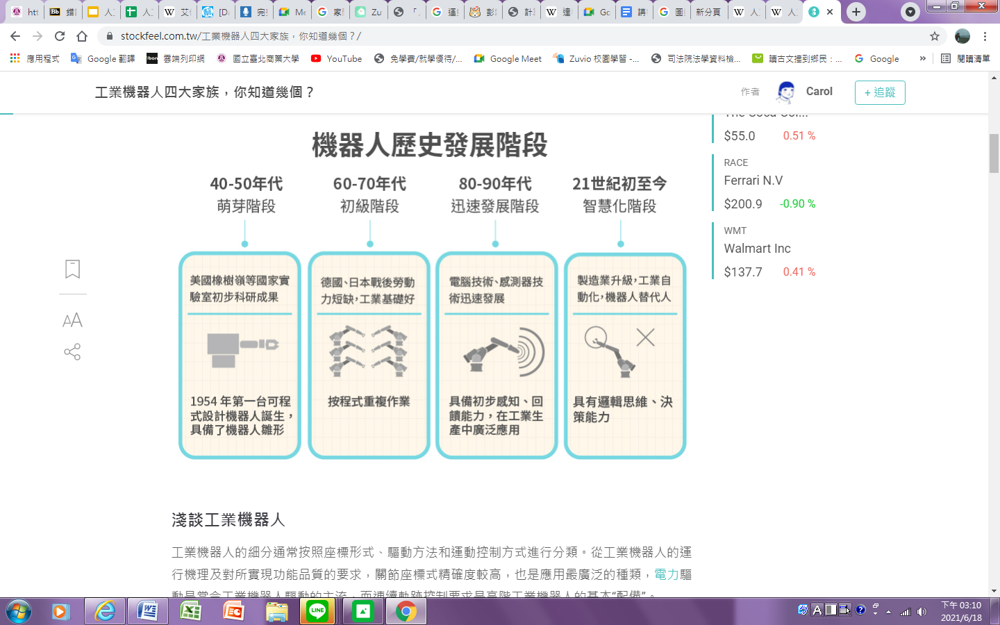 htt
錯誤
人工
人工
艾倫
[Da
完整
Me
家族
Zu
「人
運動
彭博
計算
達特
Go
講義
圖靈
新分頁
人工
人工
stockfeel.com.tw/工業機器人四大家族，你知道幾個？/
應用程式
Google 翻譯
雲端列印網
國立臺北商業大學
YouTube
免學費/就學優待/...
Google Meet
Zuvio 校園學習 -...
司法院法學資料檢...
讀古文撞到鄉民：...
Google
»
閱讀清單
工業機器人四大家族，你知道幾個？
作者
Carol
+ 追蹤
$55.0 0.51 %
RACE
Ferrari N.V
$200.9 -0.90 %
WMT
Walmart Inc
$137.7 0.41 %
機器人歷史發展階段
40-50年代
萌芽階段
美國橡樹嶺等國家實
驗室初步科研成果
1954 年第一台可程
式設計機器人誕生，
具備了機器人雛形
60-70年代
初級階段
德國、日本戰後勞動
力短缺，工業基礎好
按程式重複作業
80-90年代
迅速發展階段
電腦技術、感測器技
術迅速發展
具備初步感知、回
饋能力，在工業生
產中廣泛應用
21世紀初至今
智慧化階段
製造業升級，工業自
動化，機器人替代人
具有邏輯思維、決
策能力
AA
淺談工業機器人
工業機器人的細分通常按照座標形式、驅動方法和運動控制方式進行分類。從工業機器人的運
行機理及對所實現功能品質的要求，關節座標式精確度較高，也是應用最廣泛的種類，電力驅
動是當今工業機器人驅動的主流，而連續軌跡控制要求是高階工業機器人的基本“配備”。
下午 03:10
2021/6/18